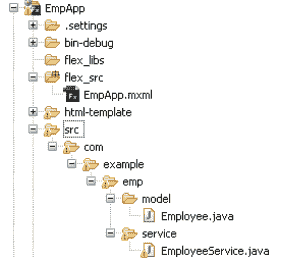 EmpApp
.settings
bin-debug
flex_libs
flex_src
EmpApp.mxml
html-template
src
com
example
emp
model
Employee.java
service
EmployeeService.java